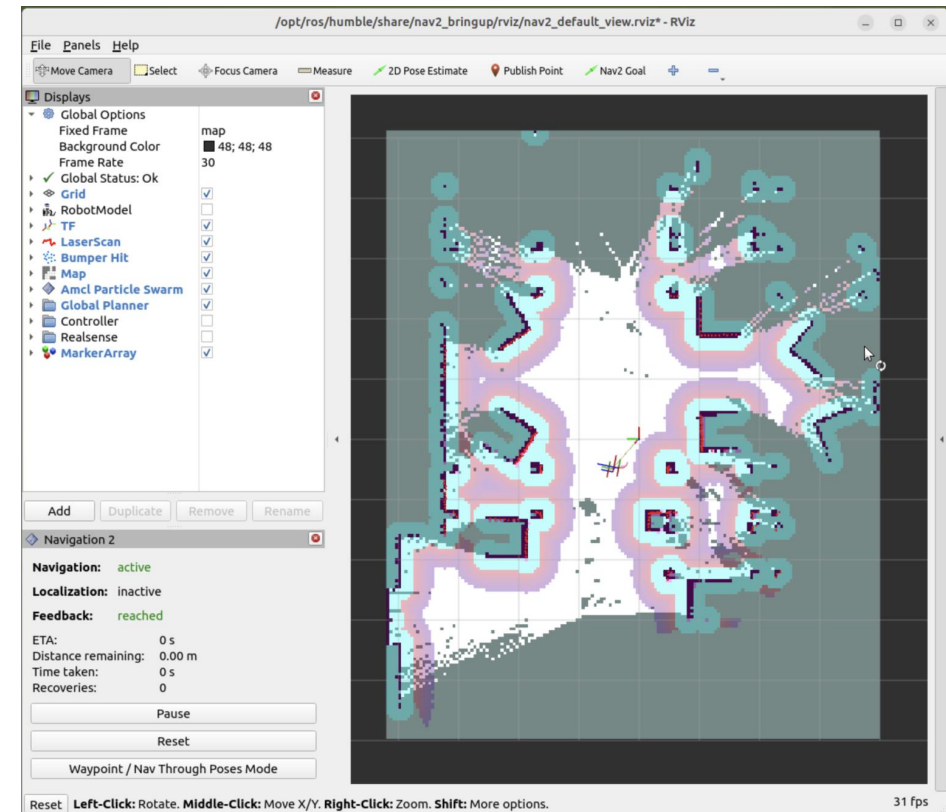 /opt/ros/humble/share/nav2_bringup/rviz/nav2_default_view.rviz* - RViz
File Panels Help
Move Camera Select Focus Camera Measure 2D Pose Estimate Publish Point Nav2 Goal
Displays
Global Options
Fixed Frame map
Background Color 48; 48; 48
Frame Rate 30
Global Status: Ok
Grid
RobotModel
TF
LaserScan
Bumper Hit
Map
Amcl Particle Swarm
Global Planner
Controller
Realsense
MarkerArray
Add Duplicate Remove Rename
Navigation 2
Navigation: active
Localization: inactive
Feedback: reached
ETA: 0 s
Distance remaining: 0.00 m
Time taken: 0 s
Recoveries: 0
Pause
Reset
Waypoint / Nav Through Poses Mode
Reset Left-Click: Rotate. Middle-Click: Move X/Y. Right-Click: Zoom. Shift: More options. 31 fps